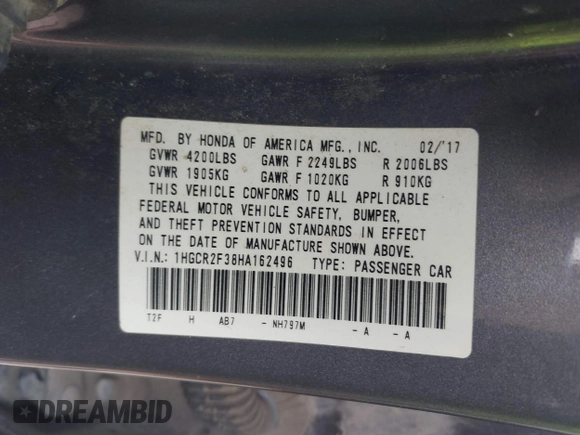 MFD. BY HONDA OF AMERICA MFG., INC. 02/'17
GVWR 4200LBS GAWR F 2249LBS R 2006LBS
GVWR 1905KG GAWR F 1020KG R 910KG
THIS VEHICLE CONFORMS TO ALL APPLICABLE
FEDERAL MOTOR VEHICLE SAFETY, BUMPER,
AND THEFT PREVENTION STANDARDS IN EFFECT
ON THE DATE OF MANUFACTURE SHOWN ABOVE.
V.I.N.: 1HGCR2F38HA162496 TYPE: PASSENGER CAR
T2F H AB7 - NH797M - A - A
DREAMBID